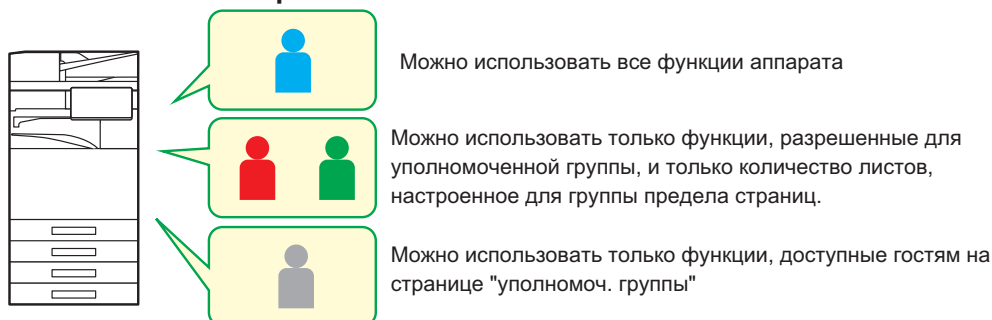 Можно использовать все функции аппарата
Можно использовать только функции, разрешенные для
уполномоченной группы, и только количество листов,
настроенное для группы предела страниц.
Можно использовать только функции, доступные гостям на
странице "уполномоч. группы"